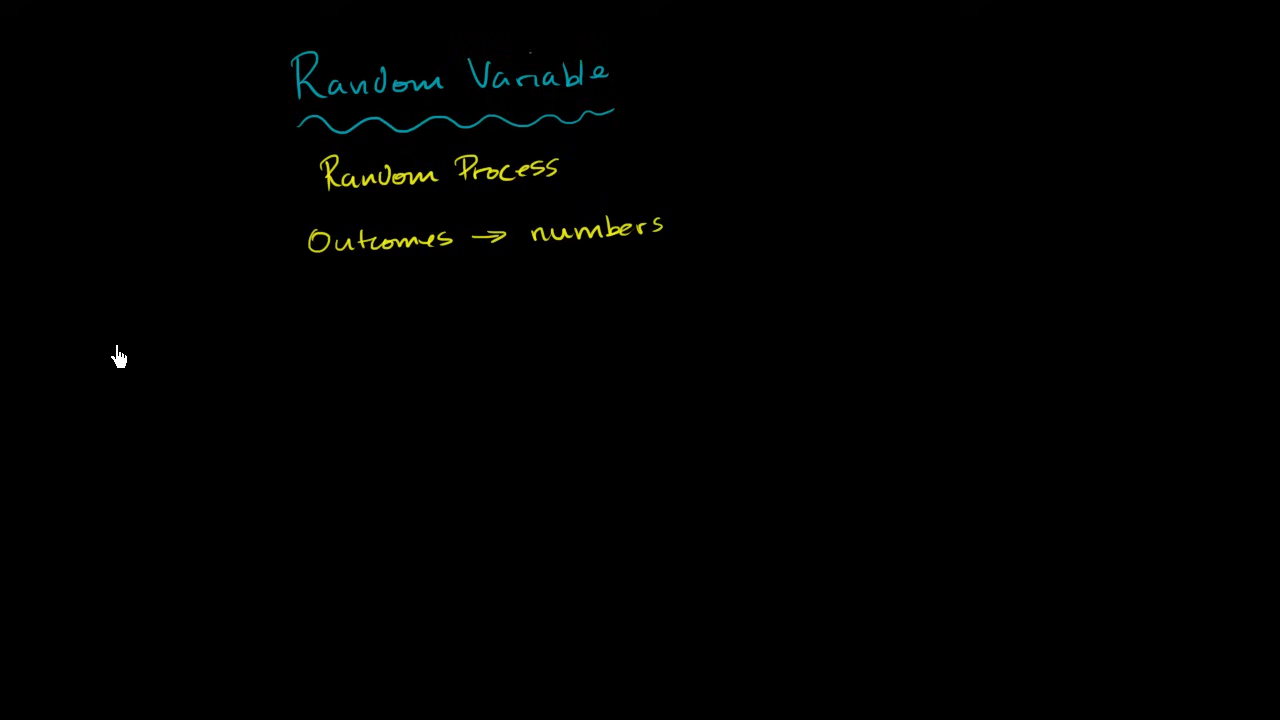 Random Variable
Random Process
Outcomes → numbers